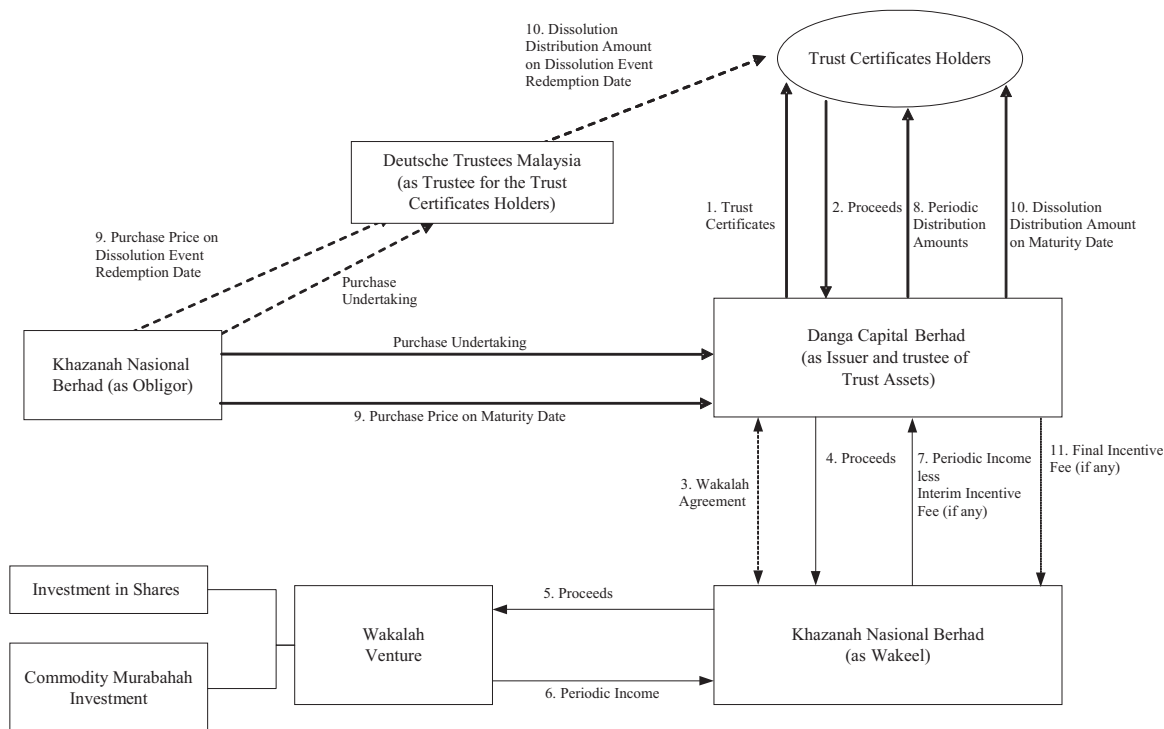 10. Dissolution
Distribution Amount
on Dissolution Event
Redemption Date
Trust Certificates Holders
Deutsche Trustees Malaysia
(as Trustee for the Trust
Certificates Holders)
1. Trust
Certificates
2. Proceeds
8. Periodic
Distribution
Amounts
10. Dissolution
Distribution Amount
on Maturity Date
9. Purchase Price on
Dissolution Event
Redemption Date
Purchase
Undertaking
Khazanah Nasional
Berhad (as Obligor)
Purchase Undertaking
9. Purchase Price on Maturity Date
Danga Capital Berhad
(as Issuer and trustee of
Trust Assets)
3. Wakalah
Agreement
4. Proceeds
7. Periodic Income
less
Interim Incentive
Fee (if any)
11. Final Incentive
Fee (if any)
Investment in Shares
Commodity Murabahah
Investment
Wakalah
Venture
5. Proceeds
6. Periodic Income
Khazanah Nasional Berhad
(as Wakeel)